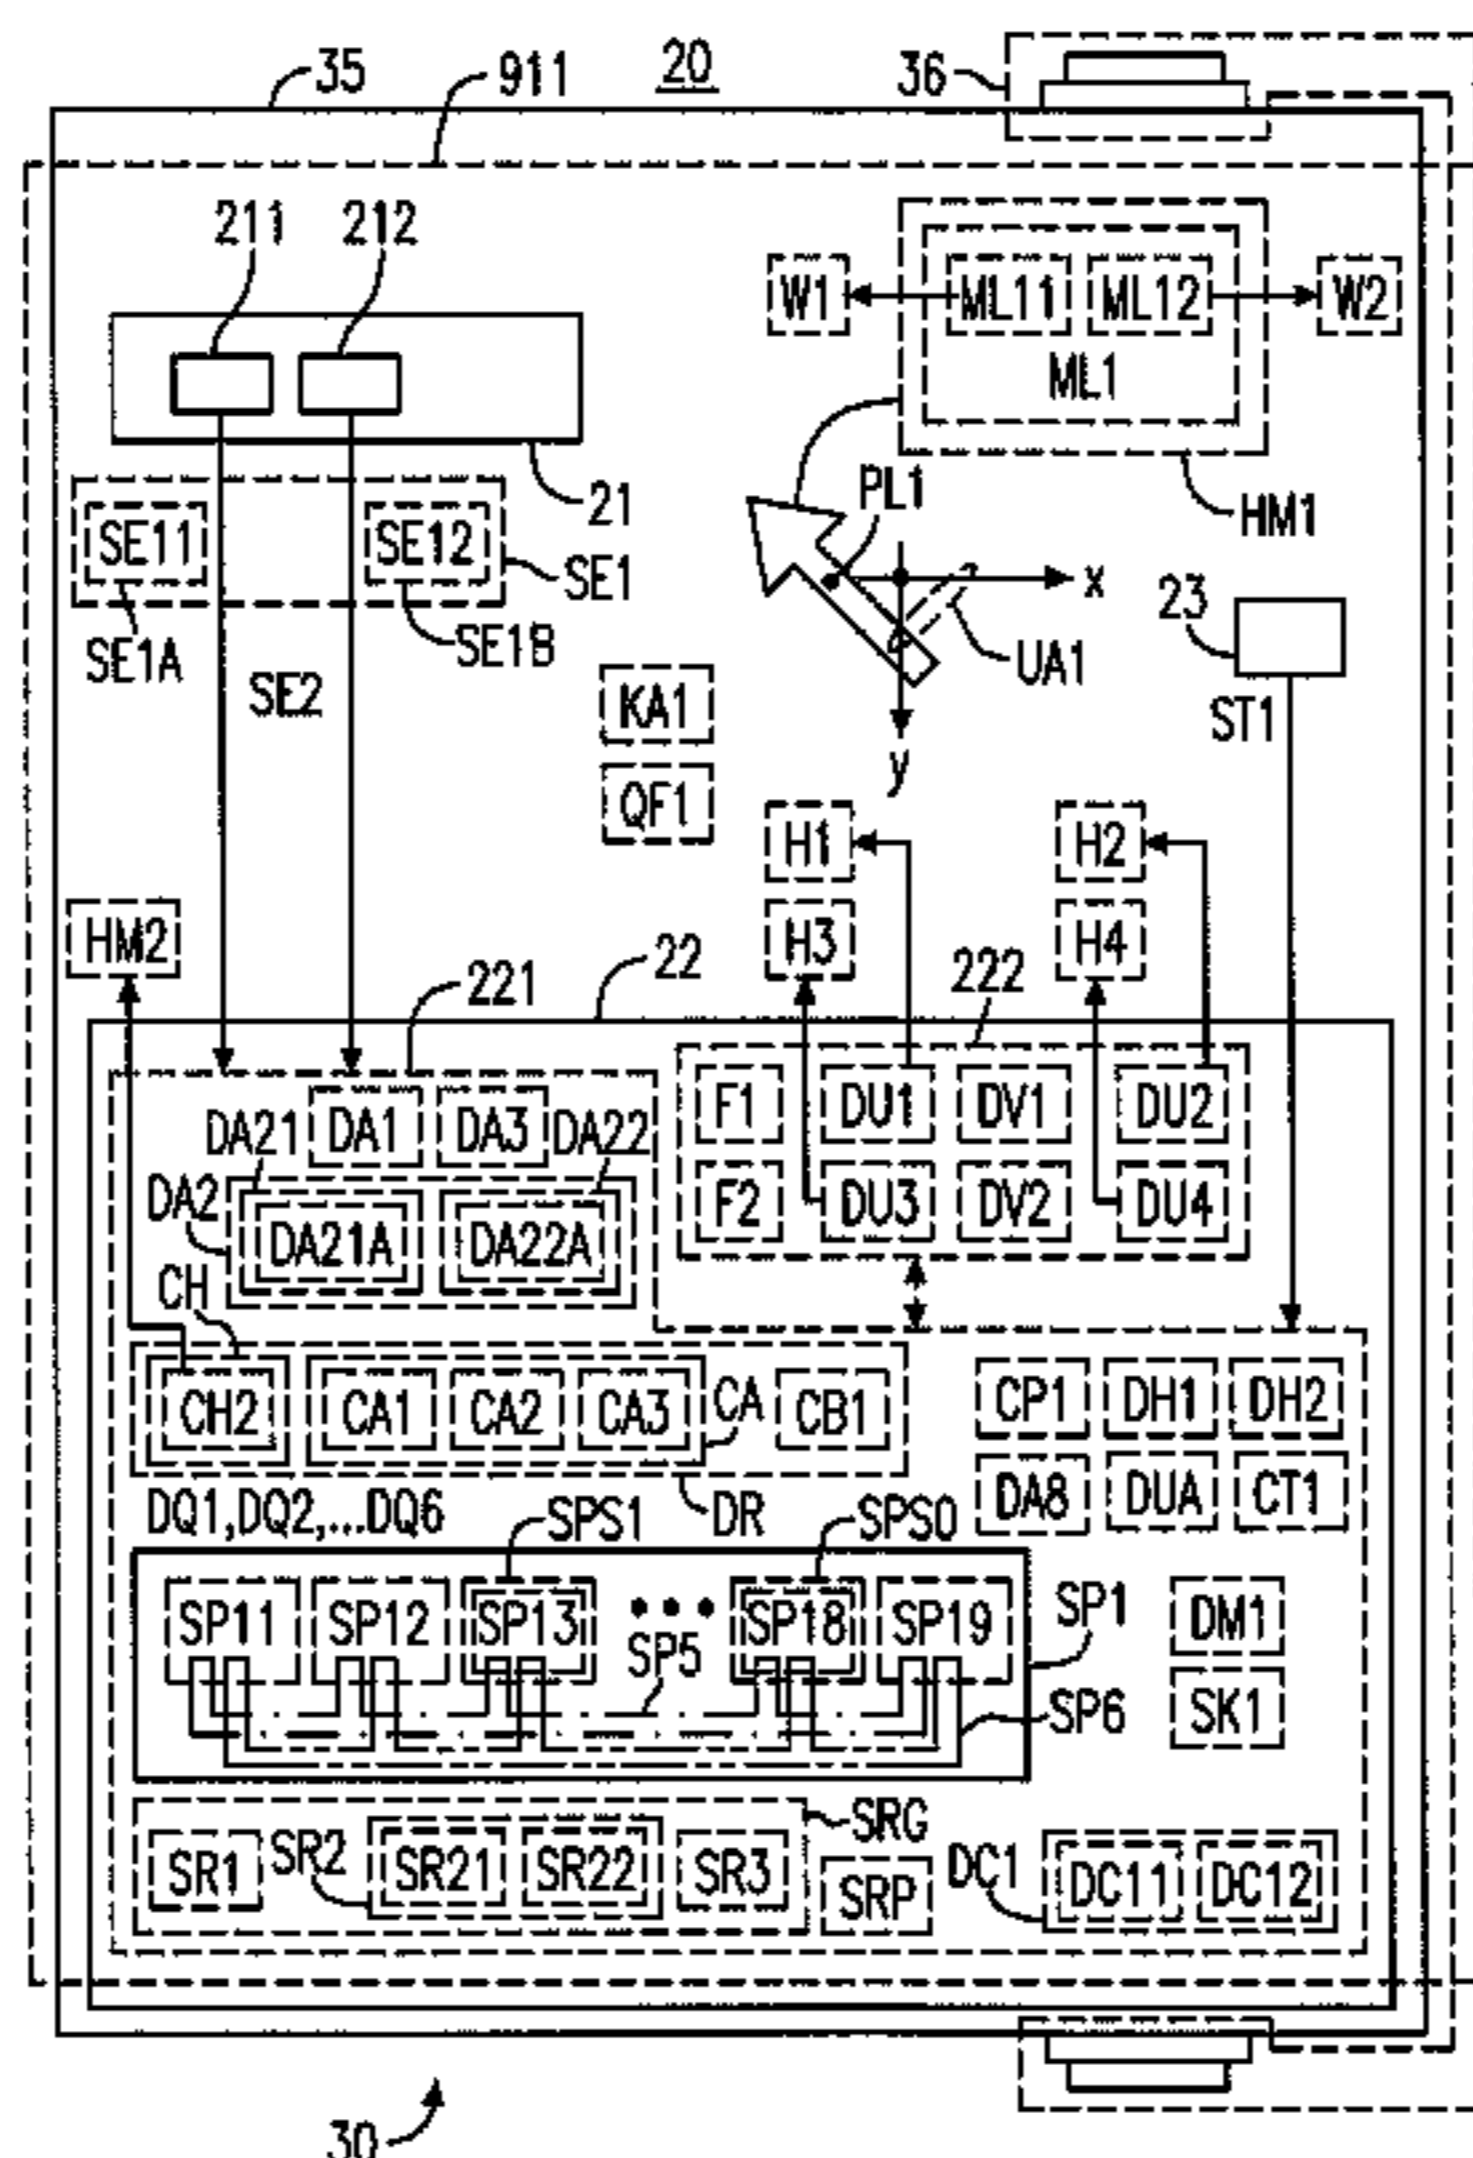 35
911
20
36
211
212
W1
ML11
ML12
W2
ML1
21
PL1
HM1
SE11
SE12
SE1
x
23
SE1A
SE1B
UA1
SE2
KA1
ST1
y
QF1
H1
H2
HM2
H3
H4
22
221
222
DA21
DA1
DA3
DA22
F1
DU1
DV1
DU2
DA2
F2
DU3
DV2
DU4
DA21A
DA22A
CH
CH2
CA1
CA2
CA3
CA
CB1
CP1
DH1
DH2
DQ1,DQ2,...DQ6
DR
DA8
DUA
CT1
SPS1
SPS0
SP11
SP12
SP13
•••
SP18
SP19
SP1
DM1
SP5
SP6
SK1
SRG
SR1
SR2
SR21
SR22
SR3
SRP
DC1
DC11
DC12
30